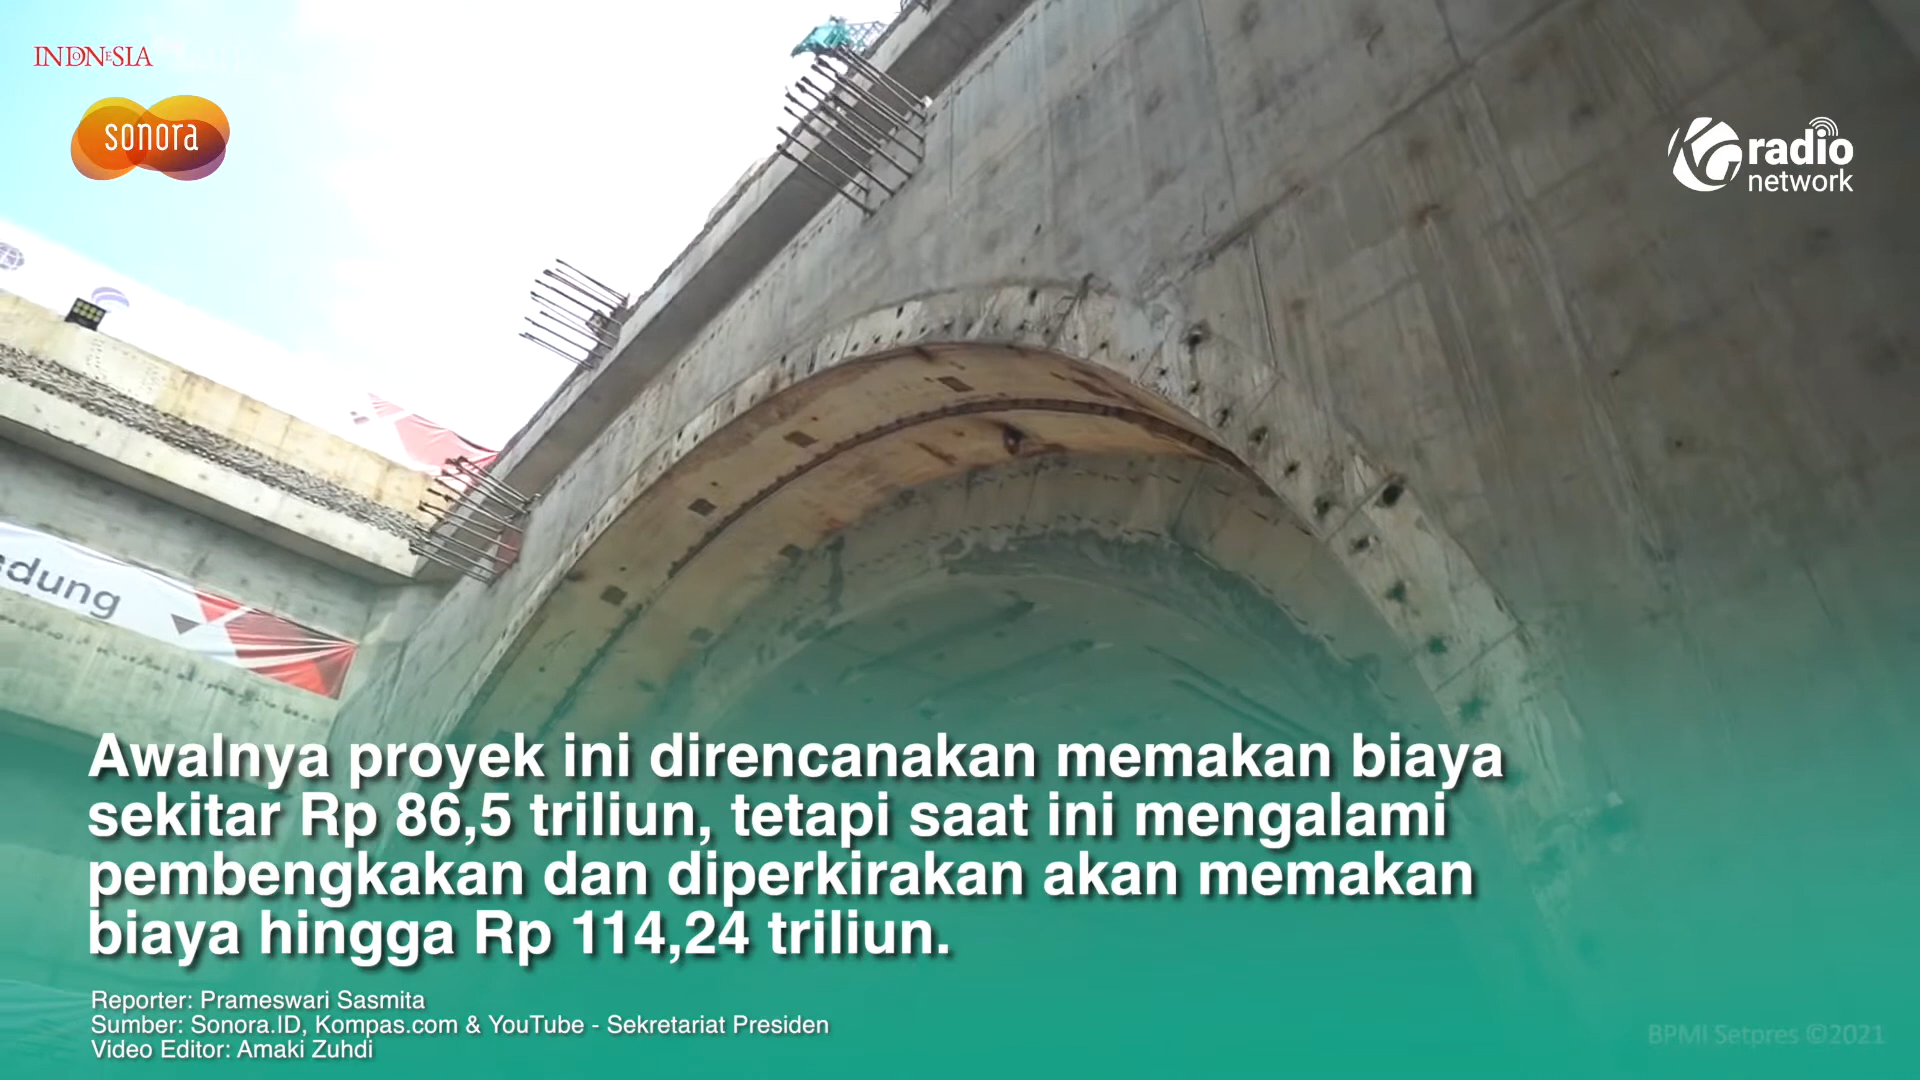 INDONESIA
sonora
KG radio
network
edung
Awalnya proyek ini direncanakan memakan biaya
sekitar Rp 86,5 triliun, tetapi saat ini mengalami
pembengkakan dan diperkirakan akan memakan
biaya hingga Rp 114,24 triliun.
Reporter: Prameswari Sasmita
Sumber: Sonora.ID, Kompas.com & YouTube - Sekretariat Presiden
Video Editor: Amaki Zuhdi
BPMI Setpres ©2021